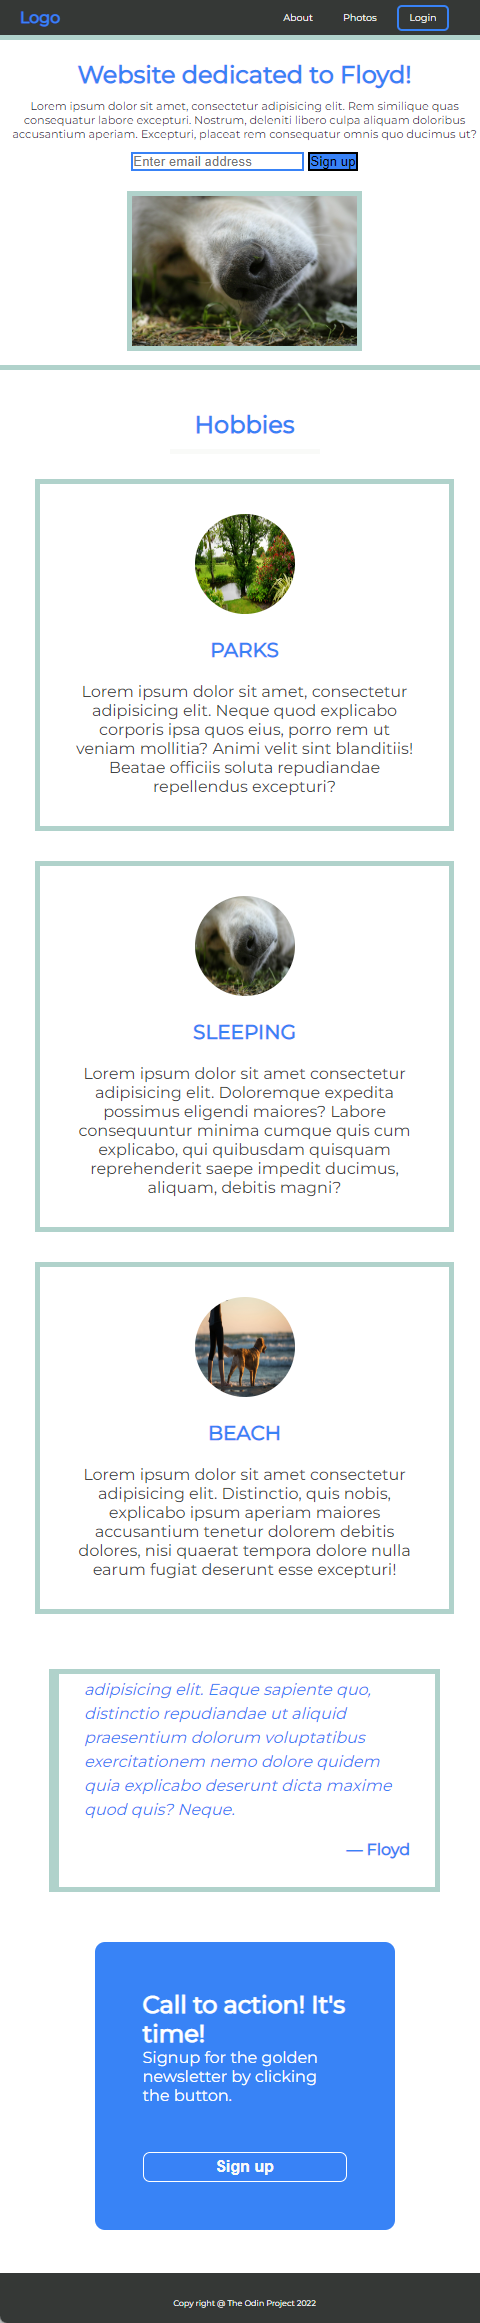 Logo
About
Photos
Login
Website dedicated to Floyd!
Lorem ipsum dolor sit amet, consectetur adipisicing elit. Rem similique quas
consequatur labore excepturi. Nostrum, deleniti libero culpa aliquam doloribus
accusantium aperiam. Excepturi, placeat rem consequatur omnis quo ducimus ut?
Enter email address
Sign up
Hobbies
PARKS
Lorem ipsum dolor sit amet, consectetur
adipisicing elit. Neque quod explicabo
corporis ipsa quos eius, porro rem ut
veniam mollitia? Animi velit sint blanditiis!
Beatae officiis soluta repudiandae
repellendus excepturi?
SLEEPING
Lorem ipsum dolor sit amet consectetur
adipisicing elit. Doloremque expedita
possimus eligendi maiores? Labore
consequuntur minima cumque quis cum
explicabo, qui quibusdam quisquam
reprehenderit saepe impedit ducimus,
aliquam, debitis magni?
BEACH
Lorem ipsum dolor sit amet consectetur
adipisicing elit. Distinctio, quis nobis,
explicabo ipsum aperiam maiores
accusantium tenetur dolorem debitis
dolores, nisi quaerat tempora dolore nulla
earum fugiat deserunt esse excepturi!
adipisicing elit. Eaque sapiente quo,
distinctio repudiandae ut aliquid
praesentium dolorum voluptatibus
exercitationem nemo dolore quidem
quia explicabo deserunt dicta maxime
quod quis? Neque.
— Floyd
Call to action! It's
time!
Signup for the golden
newsletter by clicking
the button.
Sign up
Copy right @ The Odin Project 2022